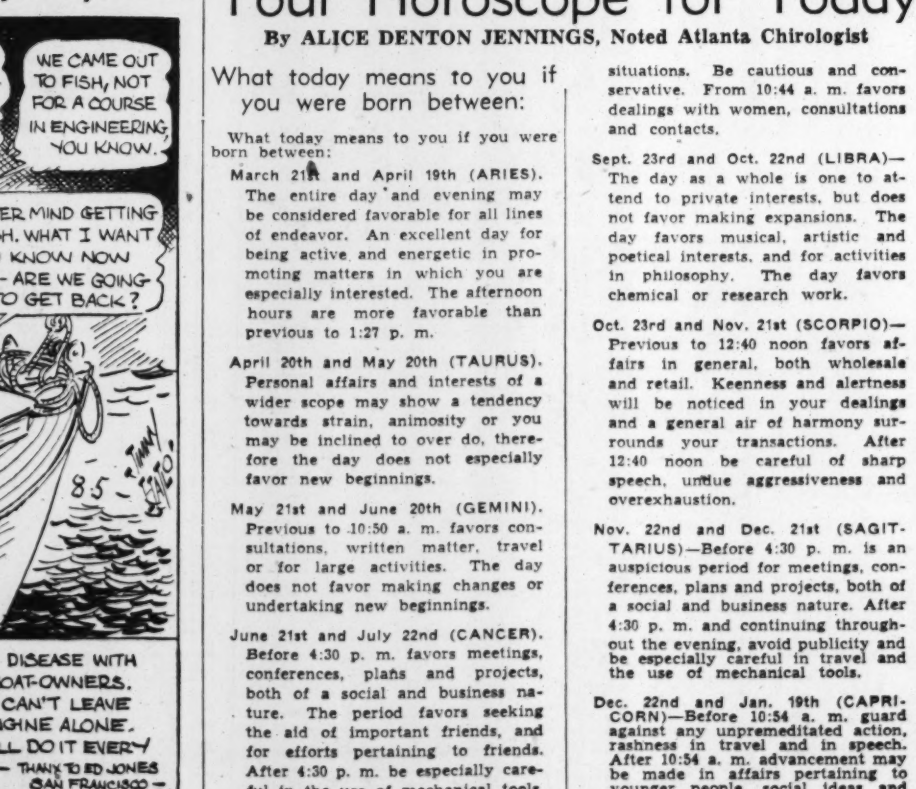 WE CAME OUT
TO FISH, NOT
FOR A COURSE
IN ENGINEERING,
YOU KNOW.
MIND GETTING
WHAT I WANT
KNOW NOW
- ARE WE GOING
GET BACK?
8-5-
DISEASE WITH
CAN'T LEAVE
ALONE.
DO IT EVERY
- THANX TO ED JONES
SAN FRANCISCO -
Your Horoscope for Today
By ALICE DENTON JENNINGS, Noted Atlanta Chirologist
What today means to you if
you were born between:
What today means to you if you were
born between:
March 21st and April 19th (ARIES).
The entire day and evening may
be considered favorable for all lines
of endeavor. An excellent day for
being active and energetic in pro-
moting matters in which you are
especially interested. The afternoon
hours are more favorable than
previous to 1:27 p. m.
April 20th and May 20th (TAURUS).
Personal affairs and interests of a
wider scope may show a tendency
towards strain, animosity or you
may be inclined to over do, there-
fore the day does not especially
favor new beginnings.
May 21st and June 20th (GEMINI).
Previous to 10:50 a. m. favors con-
sultations, written matter, travel
or for large activities. The day
does not favor making changes or
undertaking new beginnings.
June 21st and July 22nd (CANCER).
Before 4:30 p. m. favors meetings,
conferences, plans and projects,
both of a social and business na-
ture. The period favors seeking
the aid of important friends, and
for efforts pertaining to friends.
After 4:30 p. m. be especially care-
ful in the use of mechanical tools.
situations. Be cautious and con-
servative. From 10:44 a. m. favors
dealings with women, consultations
and contacts.
Sept. 23rd and Oct. 22nd (LIBRA)—
The day as a whole is one to at-
tend to private interests, but does
not favor making expansions. The
day favors musical, artistic and
poetical interests, and for activities
in philosophy. The day favors
chemical or research work.
Oct. 23rd and Nov. 21st (SCORPIO)—
Previous to 12:40 noon favors af-
fairs in general, both wholesale
and retail. Keenness and alertness
will be noticed in your dealings
and a general air of harmony sur-
rounds your transactions. After
12:40 noon be careful of sharp
speech, undue aggressiveness and
overexhaustion.
Nov. 22nd and Dec. 21st (SAGIT-
TARIUS)—Before 4:30 p. m. is an
auspicious period for meetings, con-
ferences, plans and projects, both of
a social and business nature. After
4:30 p. m. and continuing through-
out the evening, avoid publicity and
be especially careful in travel and
the use of mechanical tools.
Dec. 22nd and Jan. 19th (CAPRI-
CORN)—Before 10:54 a. m. guard
against any unpremeditated action,
rashness in travel and in speech.
After 10:54 a. m. advancement may
be made in affairs pertaining to
younger people, social ideas and